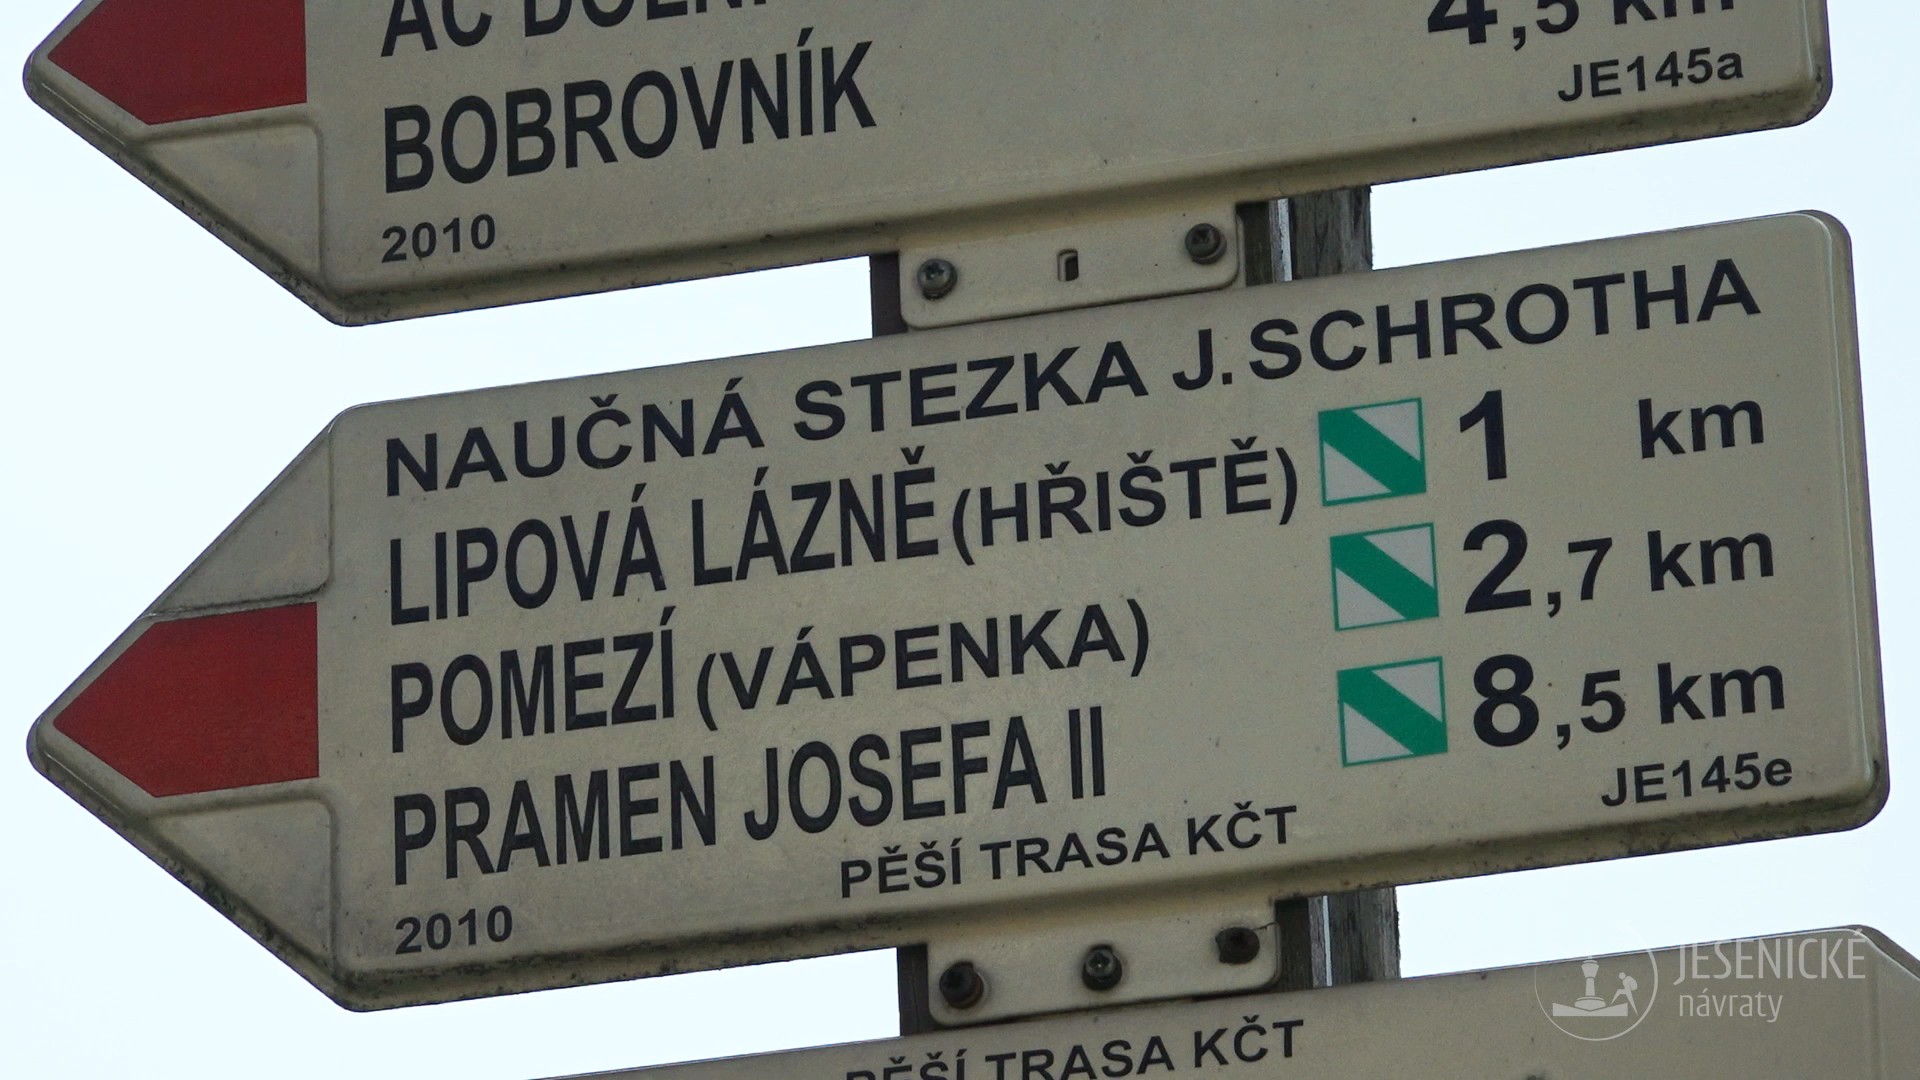 AC DOLNÍ 4,5 km
BOBROVNÍK
JE145a
2010
NAUČNÁ STEZKA J. SCHROTHA
LIPOVÁ LÁZNĚ (HŘIŠTĚ) 1 km
POMEZÍ (VÁPENKA) 2,7 km
PRAMEN JOSEFA II 8,5 km
PĚŠÍ TRASA KČT
JE145e
2010
JESENICKÉ
návraty
PĚŠÍ TRASA KČT